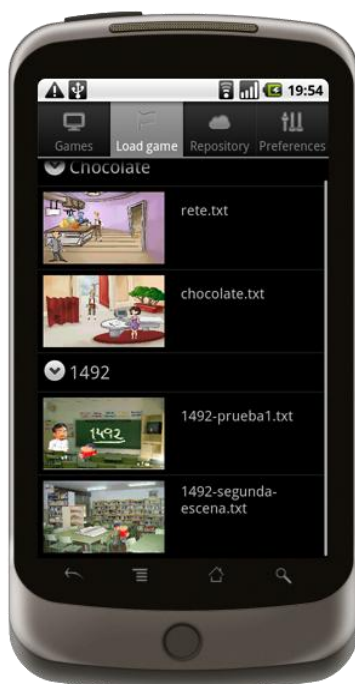 19:54
Games Load game Repository Preferences
Chocolate
rete.txt
chocolate.txt
1492
1492
1492-prueba1.txt
1492-segunda-
escena.txt